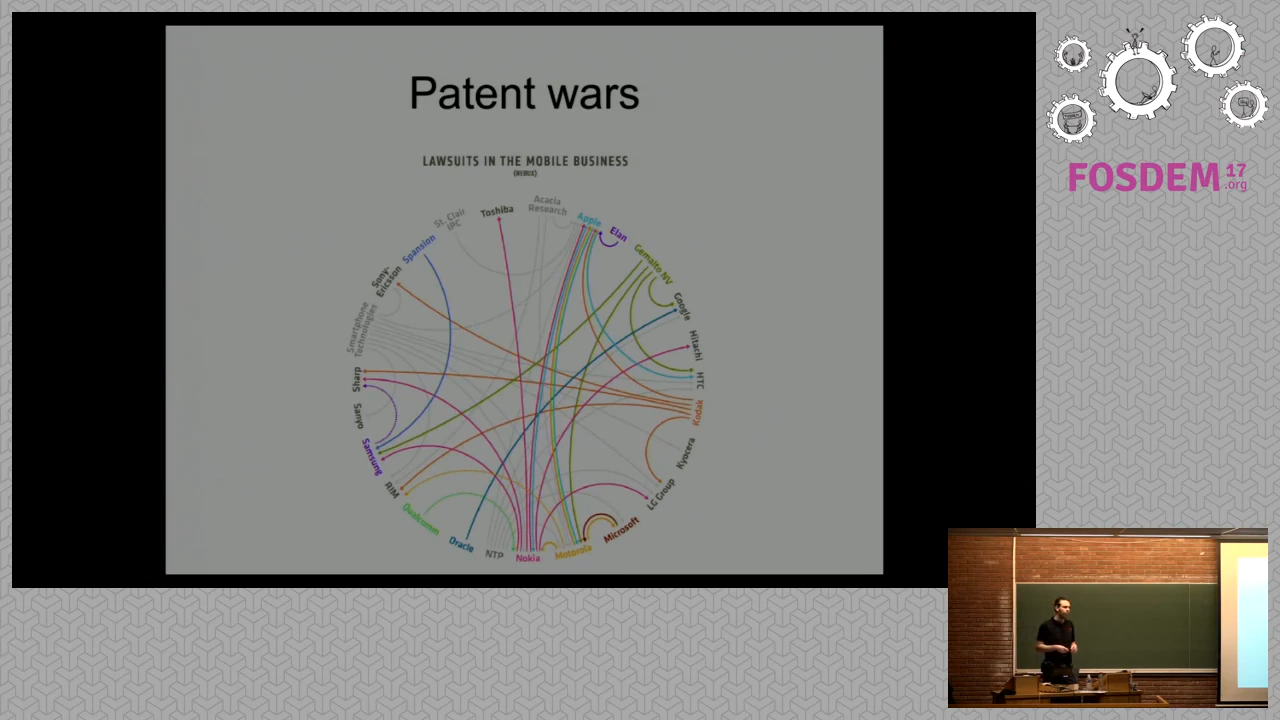 Patent wars
LAWSUITS IN THE MOBILE BUSINESS
(REDUX)
Acacia
Research
Apple
Elan
Gemalto NV
Google
Hitachi
HTC
Kodak
Kyocera
LG Group
Microsoft
Motorola
Nokia
NTP
Oracle
Qualcomm
RIM
Samsung
Sanyo
Sharp
Smartphone
Technologies
Sony-
Ericsson
Spansion
St. Clair
IPC
Toshiba
FOSDEM 17
.org